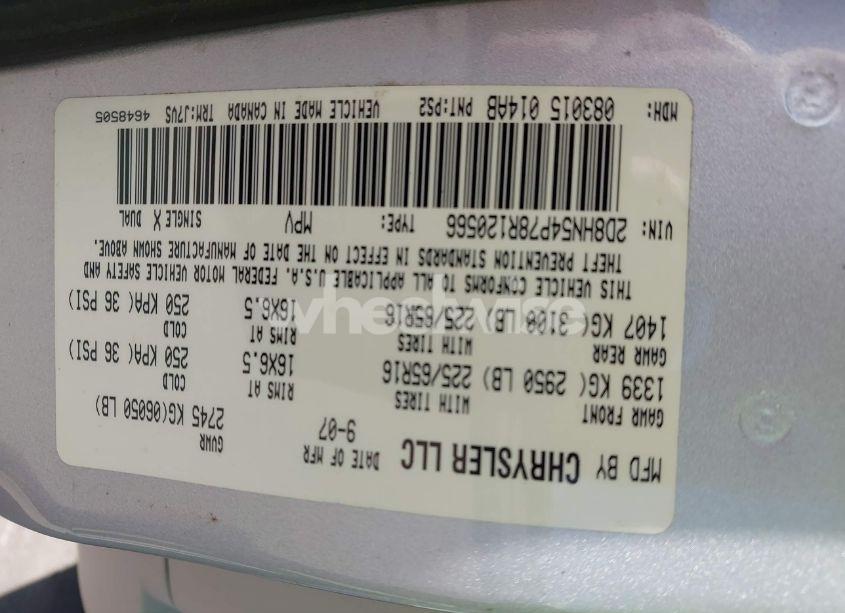 MFD BY CHRYSLER LLC DATE OF MFR 9-07 GVWR 2745 KG(06050 LB)
GAWR FRONT WITH TIRES RIMS AT COLD
1339 KG( 2950 LB) 225/65R16 16X6.5 250 KPA( 36 PSI)
GAWR REAR WITH TIRES RIMS AT COLD
1407 KG( 3100 LB) 225/65R16 16X6.5 250 KPA( 36 PSI)
THIS VEHICLE CONFORMS TO ALL APPLICABLE U.S.A. FEDERAL MOTOR VEHICLE SAFETY AND
THEFT PREVENTION STANDARDS IN EFFECT ON THE DATE OF MANUFACTURE SHOWN ABOVE.
VIN: 2D8HN54P78R120566 TYPE: MPV SINGLE X DUAL
MDH: 083015 014AB PNT:PS2 VEHICLE MADE IN CANADA TRM:J7VS 4648505
wheelwise